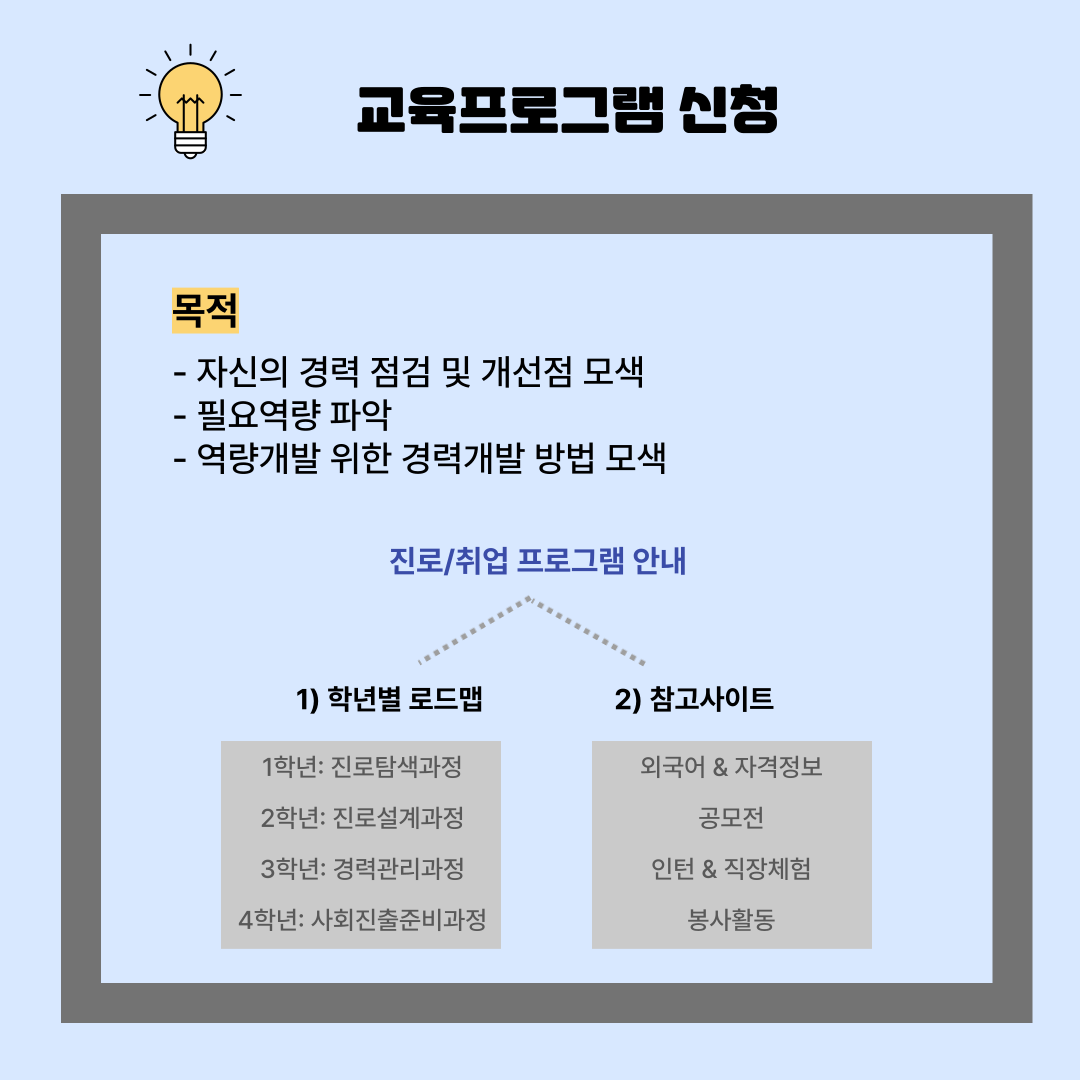 교육프로그램 신청
목적
- 자신의 경력 점검 및 개선점 모색
- 필요역량 파악
- 역량개발 위한 경력개발 방법 모색
진로/취업 프로그램 안내
1) 학년별 로드맵
1학년: 진로탐색과정
2학년: 진로설계과정
3학년: 경력관리과정
4학년: 사회진출준비과정
2) 참고사이트
외국어 & 자격정보
공모전
인턴 & 직장체험
봉사활동